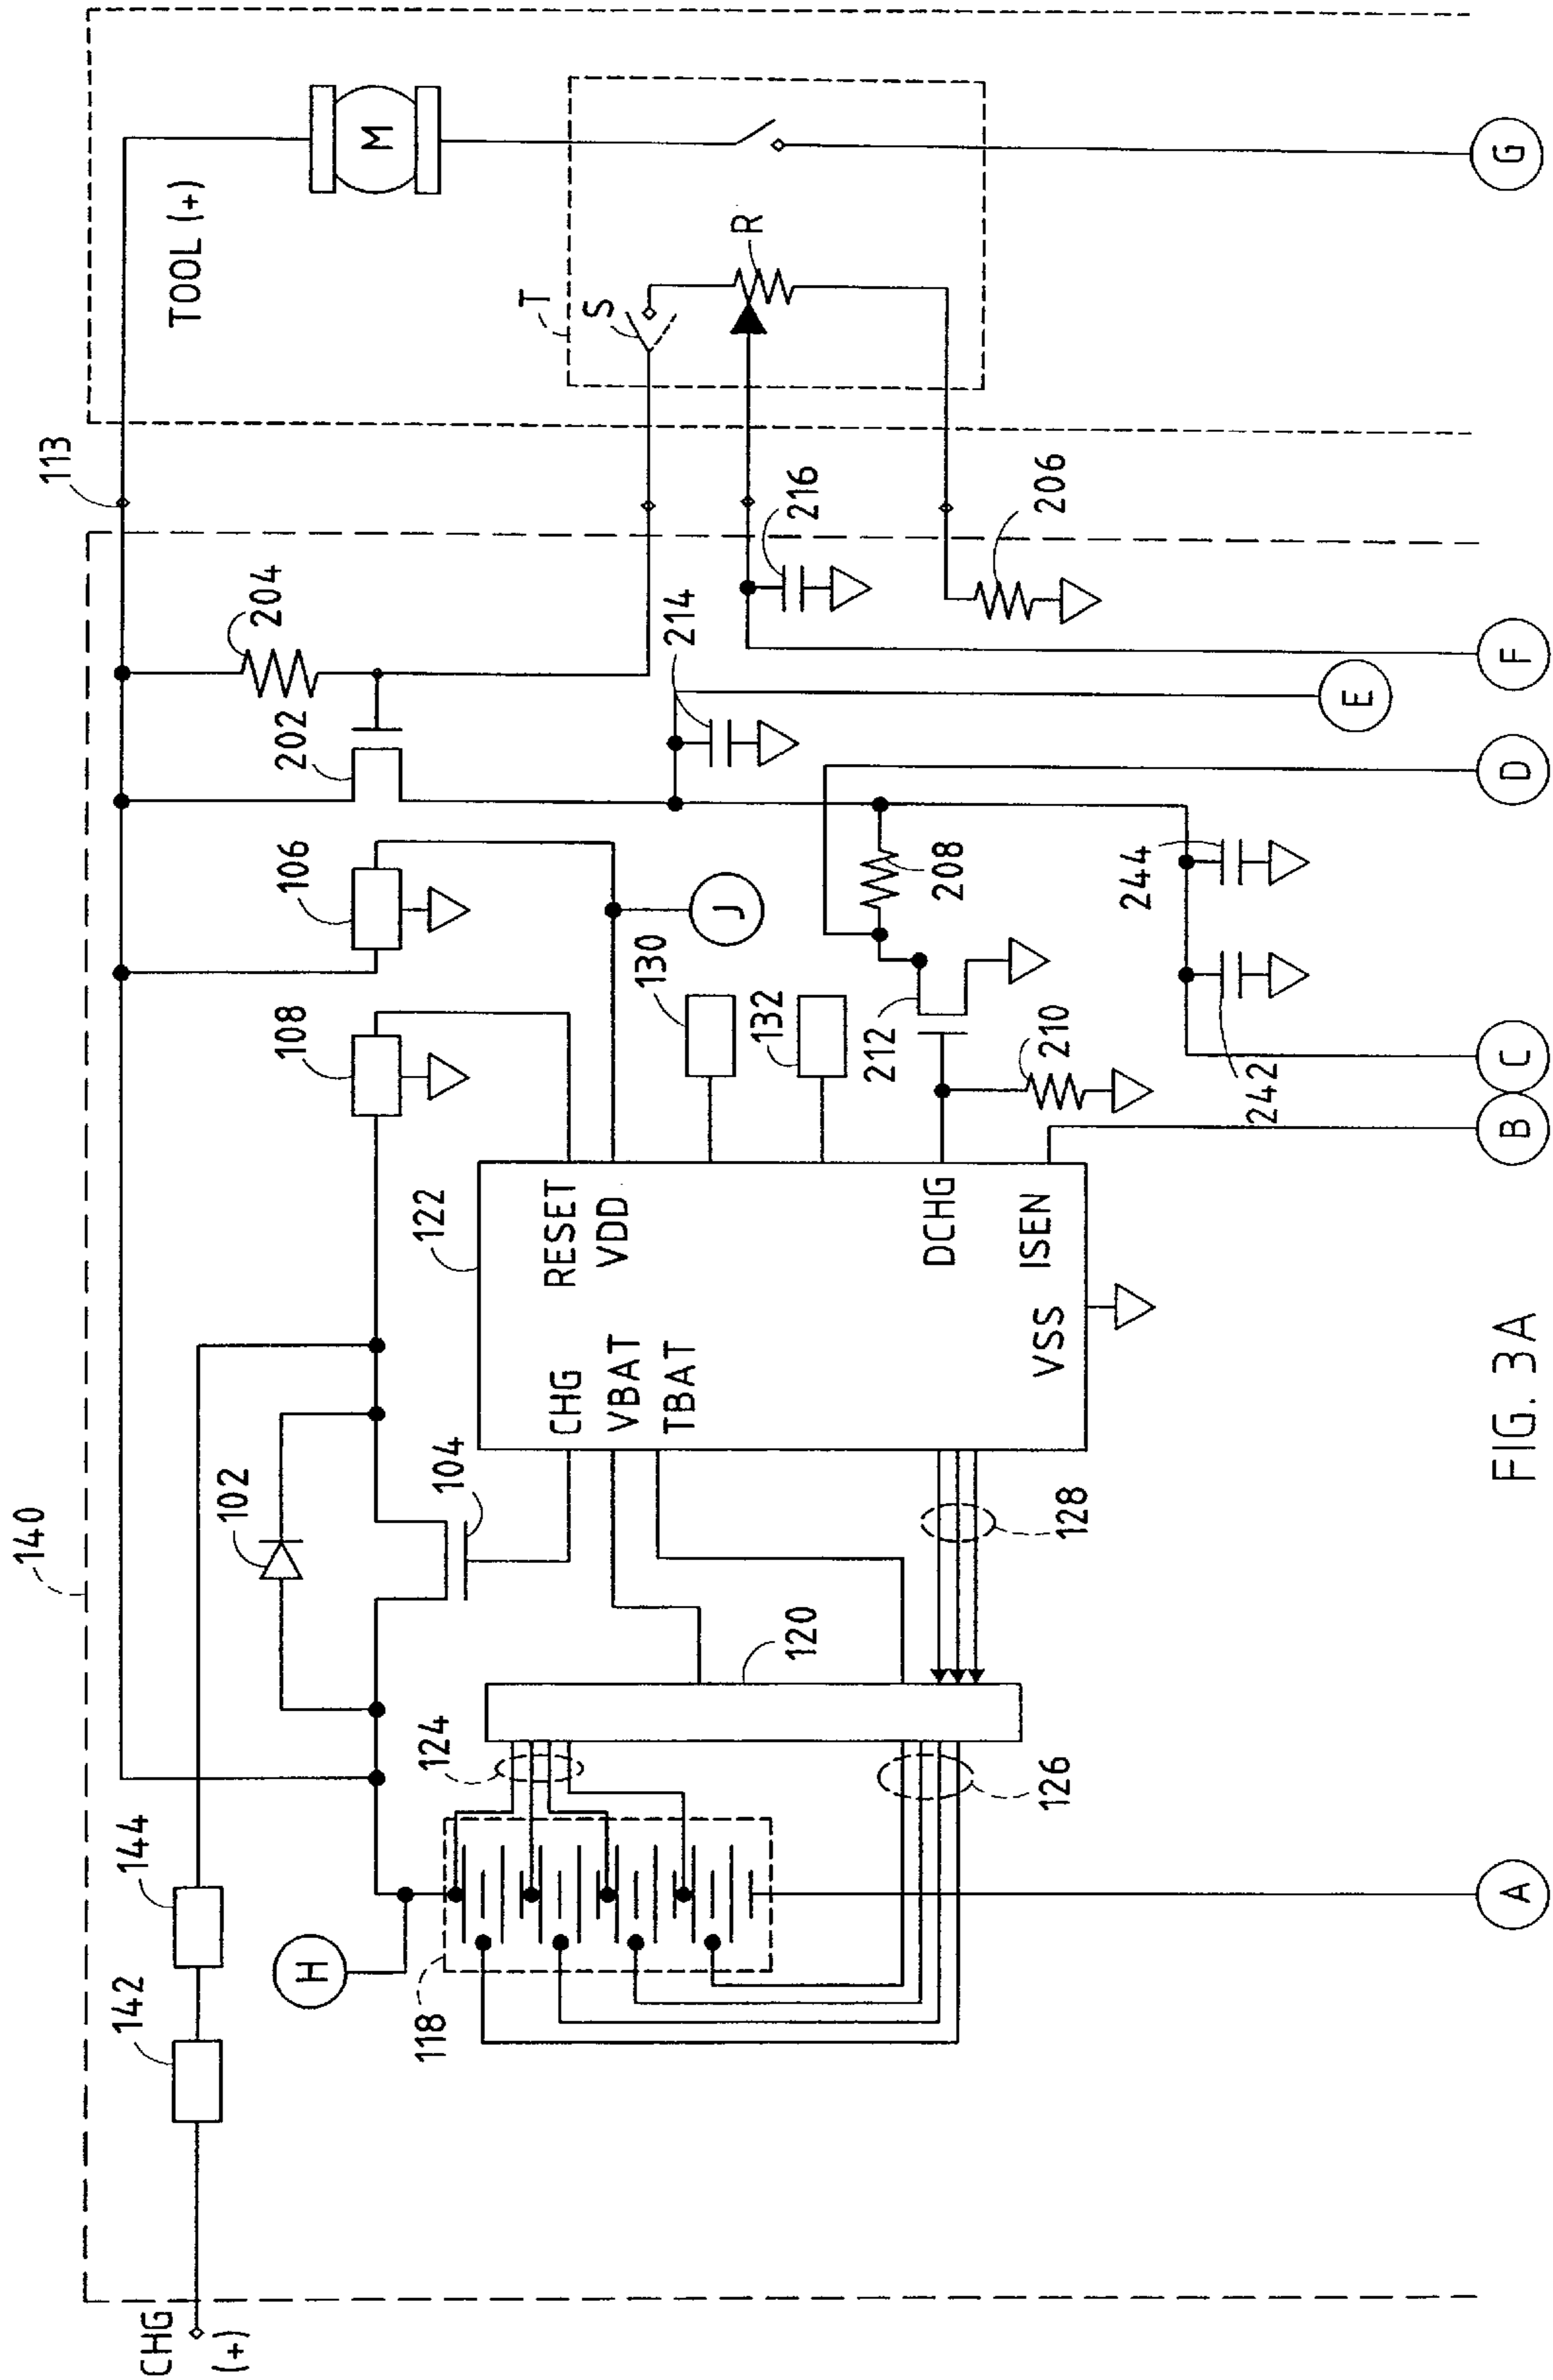 140
CHG
(+)
142
144
H
118
124
126
120
102
104
128
122
CHG
VBAT
TBAT
RESET
VDD
DCHG
ISEN
VSS
108
106
130
132
J
212
210
208
202
204
214
216
206
244
242
113
TOOL (+)
M
T
S
R
A
B
C
D
E
F
G
FIG. 3A